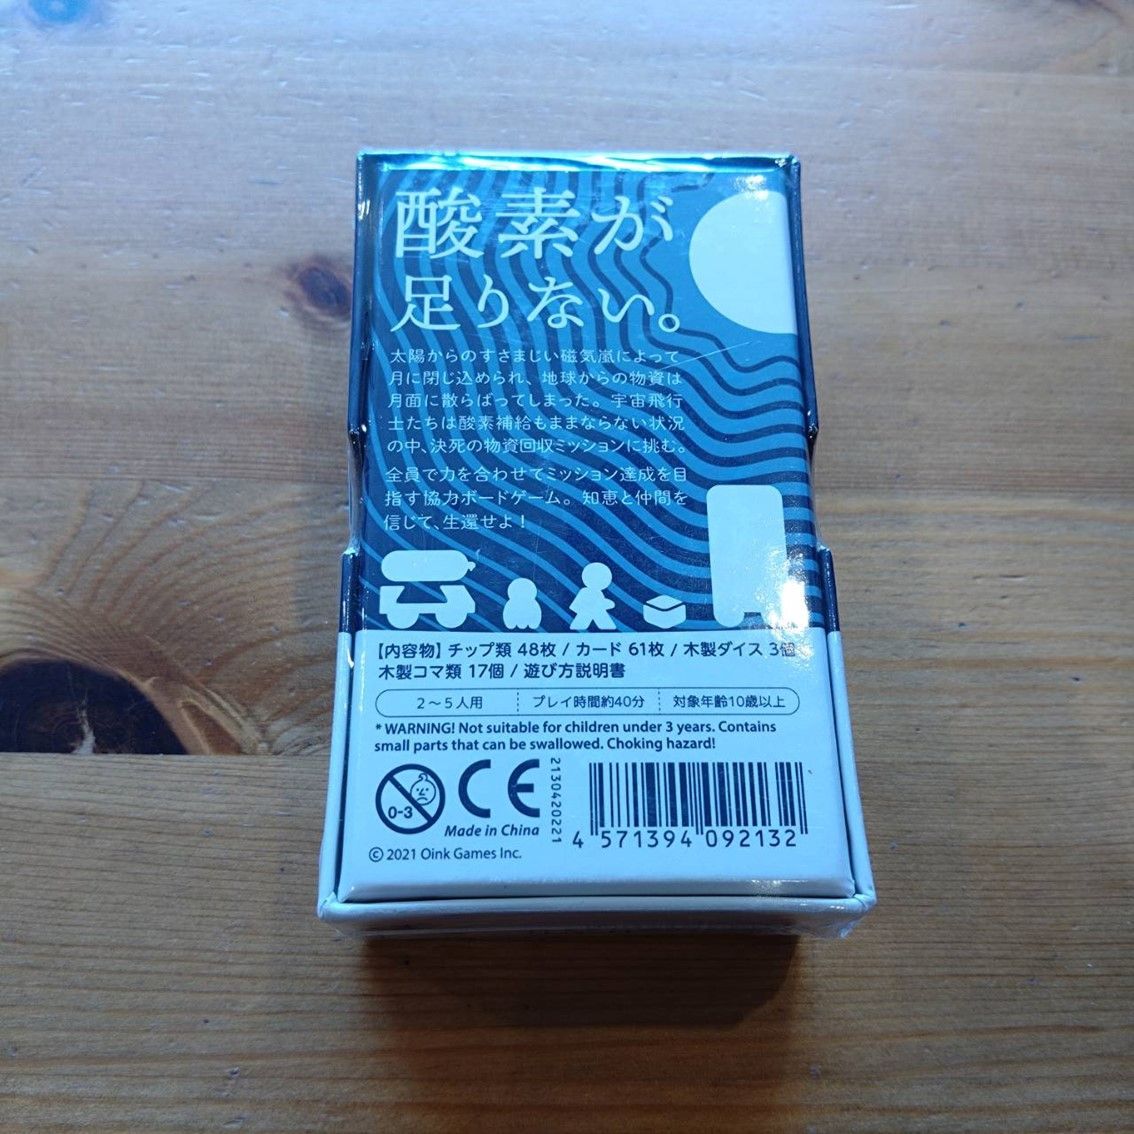 酸素が
足りない。
太陽からのすさまじい磁気嵐によって
月に閉じ込められ、地球からの物資は
月面に散らばってしまった。宇宙飛行
士たちは酸素補給もままならない状況
の中、決死の物資回収ミッションに挑む。
全員で力を合わせてミッション達成を目
指す協力ボードゲーム。知恵と仲間を
信じて、生還せよ！
【内容物】チップ類 48枚 / カード 61枚 / 木製ダイス 3個
木製コマ類 17個 / 遊び方説明書
2～5人用 プレイ時間約40分 対象年齢10歳以上
* WARNING! Not suitable for children under 3 years. Contains
small parts that can be swallowed. Choking hazard!
0-3
CE
Made in China
2130420221
4 571394 092132
© 2021 Oink Games Inc.